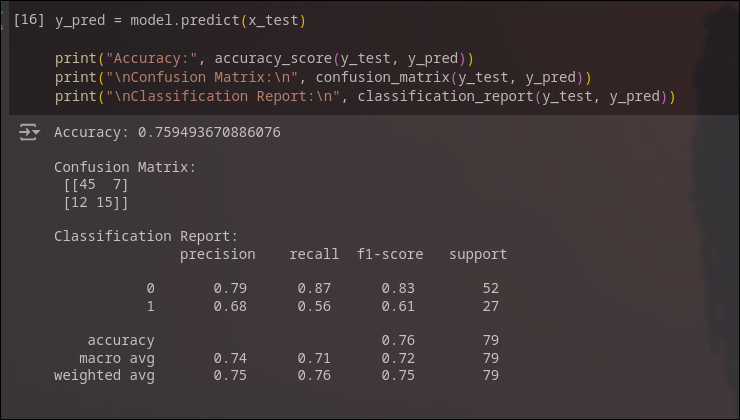 [16] y_pred = model.predict(x_test)
print("Accuracy:", accuracy_score(y_test, y_pred))
print("\nConfusion Matrix:\n", confusion_matrix(y_test, y_pred))
print("\nClassification Report:\n", classification_report(y_test, y_pred))
Accuracy: 0.759493670886076
Confusion Matrix:
[[45  7]
[12 15]]
Classification Report:
precision    recall  f1-score   support
0       0.79      0.87      0.83        52
1       0.68      0.56      0.61        27
accuracy                           0.76        79
macro avg       0.74      0.71      0.72        79
weighted avg       0.75      0.76      0.75        79